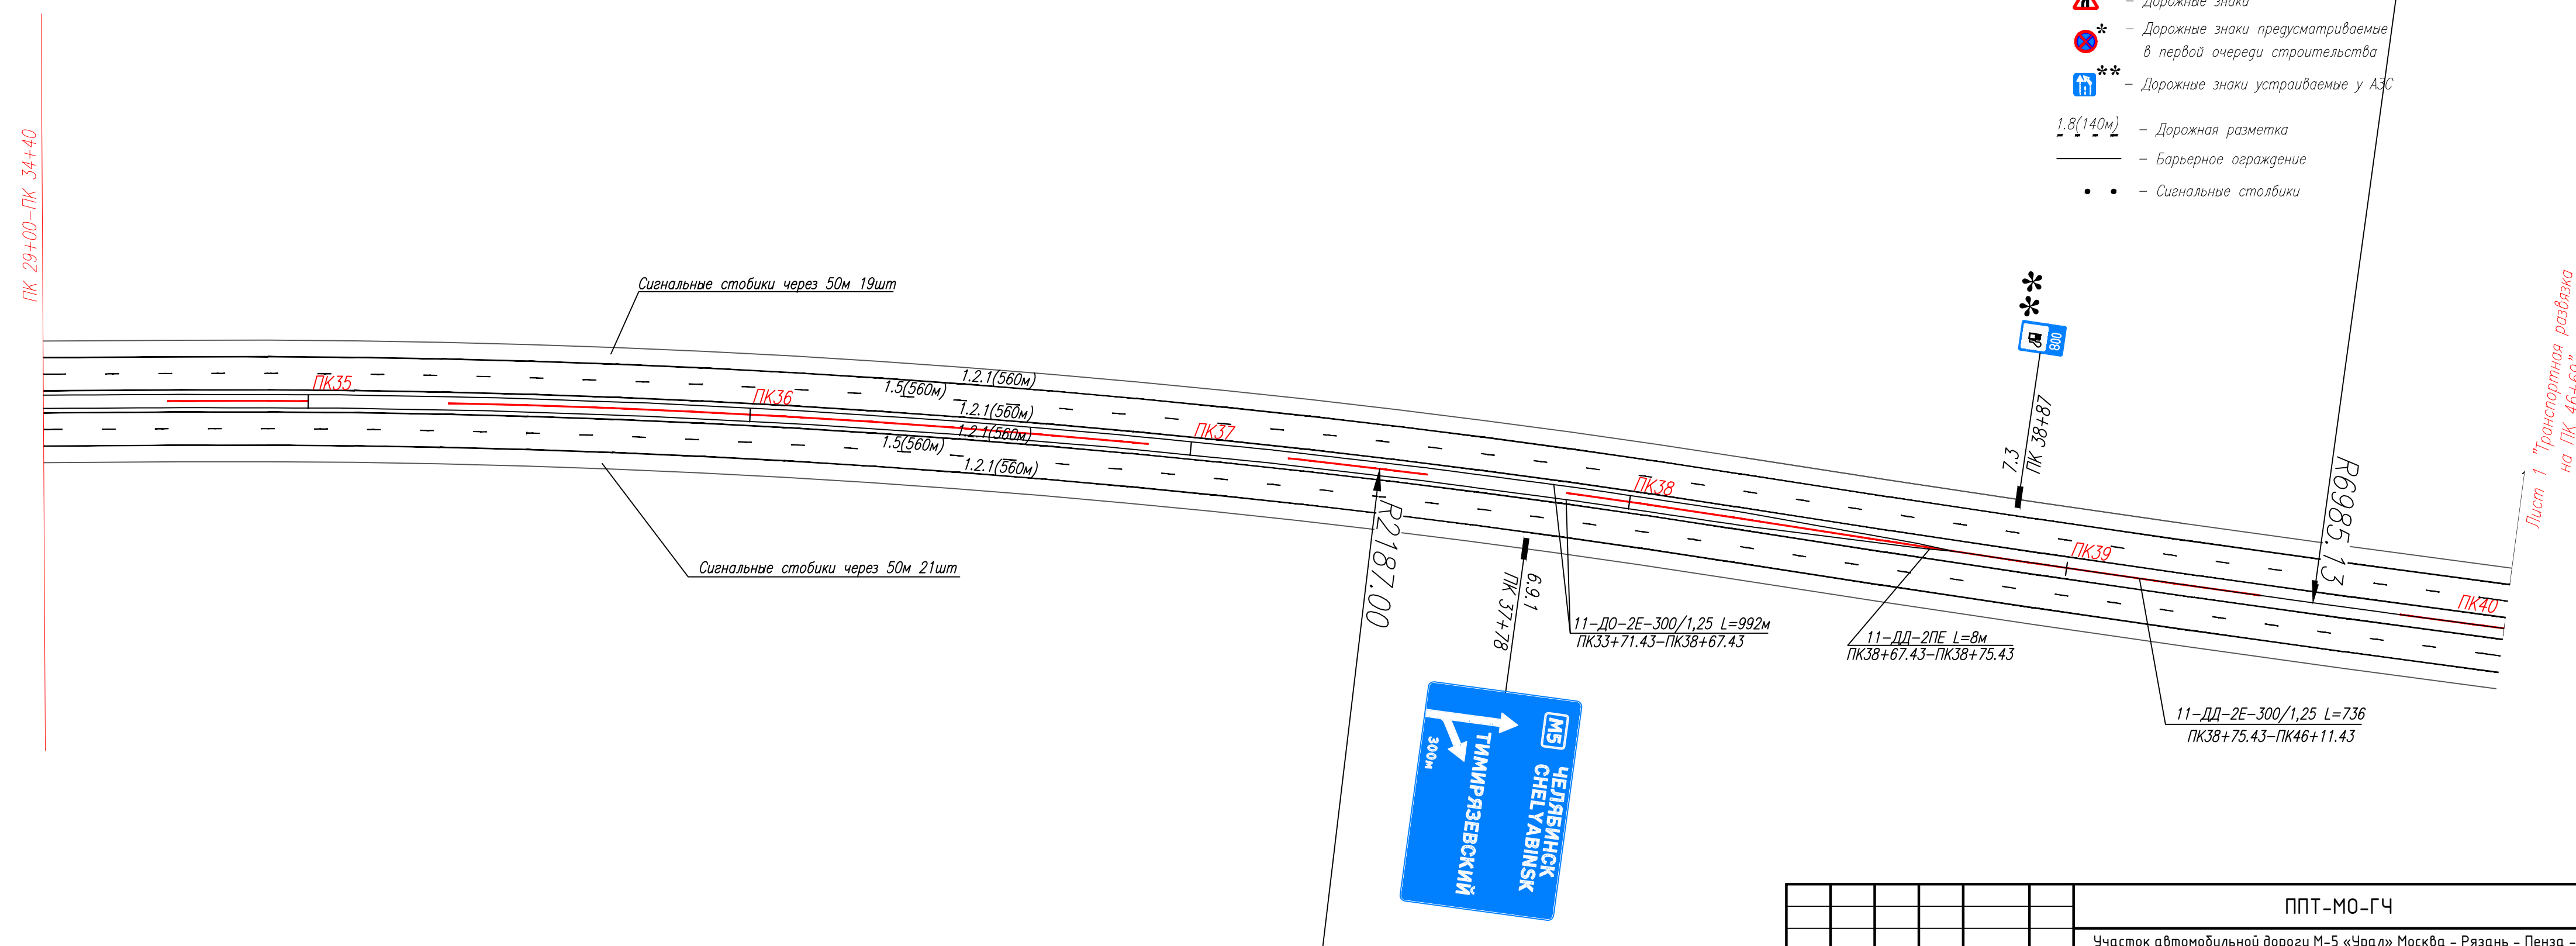 – Дорожные знаки
* – Дорожные знаки предусматриваемые
в первой очереди строительства
** – Дорожные знаки устраиваемые у АЗС
1.8(140м) – Дорожная разметка
– Барьерное ограждение
– Сигнальные столбики
ПК 29+00-ПК 34+40
Сигнальные стобики через 50м 19шт
ПК35
ПК36
1.5(560м)
1.2.1(560м)
1.2.1(560м)
1.2.1(560м)
1.5(560м)
1.2.1(560м)
ПК37
ПК38
ПК39
ПК40
Сигнальные стобики через 50м 21шт
R2187.00
6.9.1
ПК 37+78
М5
ЧЕЛЯБИНСК
CHELYABINSK
ТИМИРЯЗЕВСКИЙ
300м
11-ДО-2Е-300/1,25 L=992м
ПК33+71.43-ПК38+67.43
11-ДД-2ПЕ L=8м
ПК38+67.43-ПК38+75.43
11-ДД-2Е-300/1,25 L=736
ПК38+75.43-ПК46+11.43
**
800
7.3
ПК 38+87
R6985.13
Лист 1 "Транспортная развязка
на ПК 46+60"
ППТ-МО-ГЧ
Участок автомобильной дороги М-5 «Урал» Москва - Рязань - Пенза -